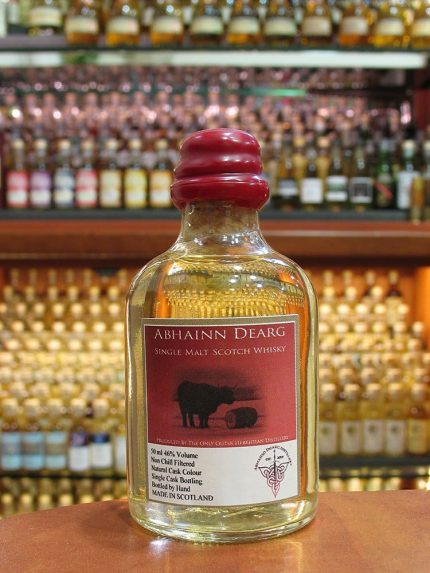 ABHAINN DEARG
SINGLE MALT SCOTCH WHISKY
PRODUCED BY THE ONLY OUTER HEBRIDEAN DISTILLERY
50 ml 46% Volume
Non Chill Filtered
Natural Cask Colour
Single Cask Bottling
Bottled by Hand
MADE IN SCOTLAND